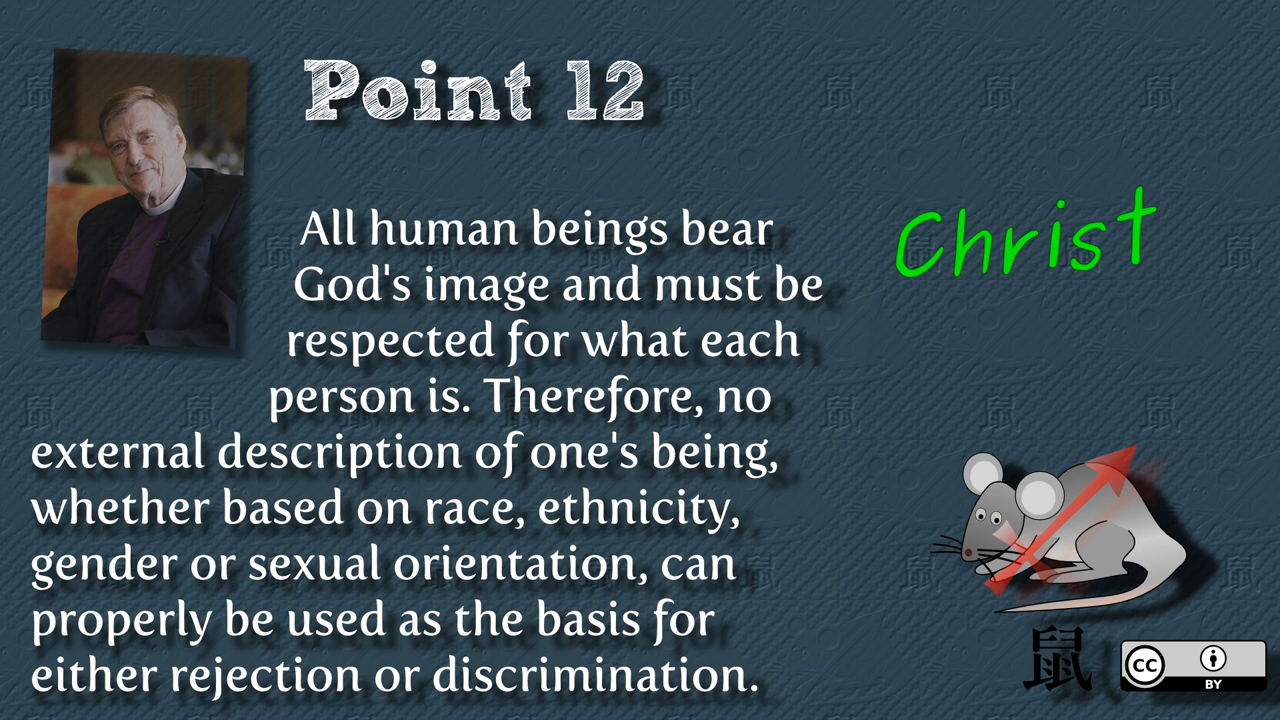 Point 12
Christ
All human beings bear
God's image and must be
respected for what each
person is. Therefore, no
external description of one's being,
whether based on race, ethnicity,
gender or sexual orientation, can
properly be used as the basis for
either rejection or discrimination.
鼠
cc
BY